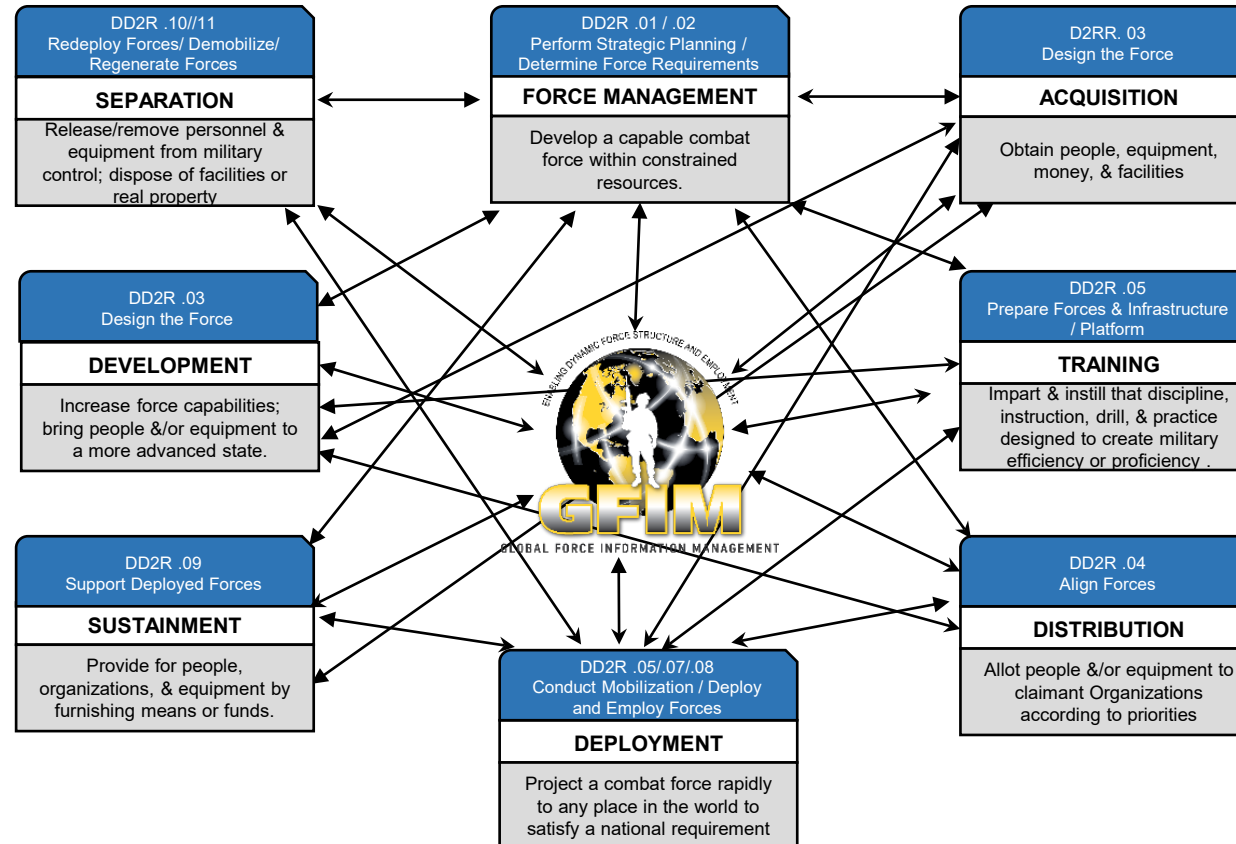 DD2R .10//11
Redeploy Forces/ Demobilize/
Regenerate Forces
SEPARATION
Release/remove personnel &
equipment from military
control; dispose of facilities or
real property
DD2R .01 / .02
Perform Strategic Planning /
Determine Force Requirements
FORCE MANAGEMENT
Develop a capable combat
force within constrained
resources.
D2RR. 03
Design the Force
ACQUISITION
Obtain people, equipment,
money, & facilities
DD2R .03
Design the Force
DEVELOPMENT
Increase force capabilities;
bring people &/or equipment to
a more advanced state.
ENABLING DYNAMIC FORCE STRUCTURE AND EMPLOYMENT
GFIM
GLOBAL FORCE INFORMATION MANAGEMENT
DD2R .05
Prepare Forces & Infrastructure
/ Platform
TRAINING
Impart & instill that discipline,
instruction, drill, & practice
designed to create military
efficiency or proficiency .
DD2R .09
Support Deployed Forces
SUSTAINMENT
Provide for people,
organizations, & equipment by
furnishing means or funds.
DD2R .05/.07/.08
Conduct Mobilization / Deploy
and Employ Forces
DEPLOYMENT
Project a combat force rapidly
to any place in the world to
satisfy a national requirement
DD2R .04
Align Forces
DISTRIBUTION
Allot people &/or equipment to
claimant Organizations
according to priorities